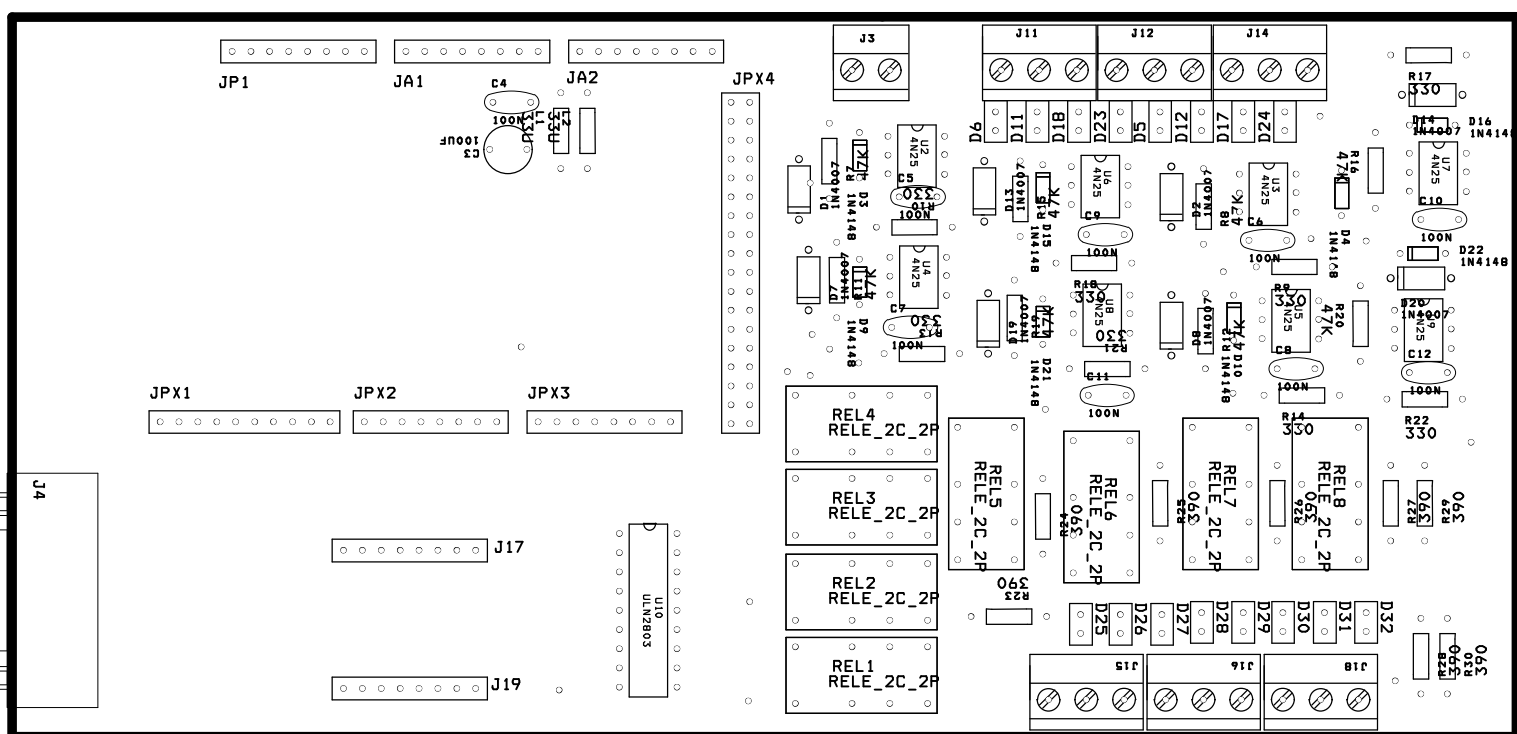 J3
J11
J12
J14
JP1
JA1
JA2
JPX4
R17
330
C4
100N
L1
33U
L2
33U
C3
100UF
D6
D11
D18
D23
D5
D12
D17
D24
D14
1N4007
D16
1N4148
U2
4N25
R7
47K
D1
1N4007
D3
1N4148
C5
330
R10
100N
D13
1N4007
R15
47K
D15
1N4148
U6
4N25
C9
100N
D2
1N4007
R8
47K
U3
4N25
C6
100N
R16
47K
D4
1N4148
U7
4N25
C10
100N
D22
1N4148
D7
1N4007
R11
47K
D9
1N4148
U4
4N25
C7
330
R13
100N
R18
330
D19
1N4007
R19
47K
D21
1N4148
U8
4N25
330
R21
C11
100N
D8
1N4007
R12
47K
D10
1N4148
R9
330
U5
4N25
C8
100N
R20
47K
D20
1N4007
U9
4N25
C12
100N
R14
330
R22
330
JPX1
JPX2
JPX3
REL4
RELE_2C_2P
REL3
RELE_2C_2P
REL2
RELE_2C_2P
REL1
RELE_2C_2P
REL5
RELE_2C_2P
REL6
RELE_2C_2P
REL7
RELE_2C_2P
REL8
RELE_2C_2P
R24
390
R25
390
R26
390
R27
390
R29
390
J4
J17
J19
U10
ULN2803
390
R23
D25
D26
D27
D28
D29
D30
D31
D32
R28
390
R30
390
J15
J16
J18